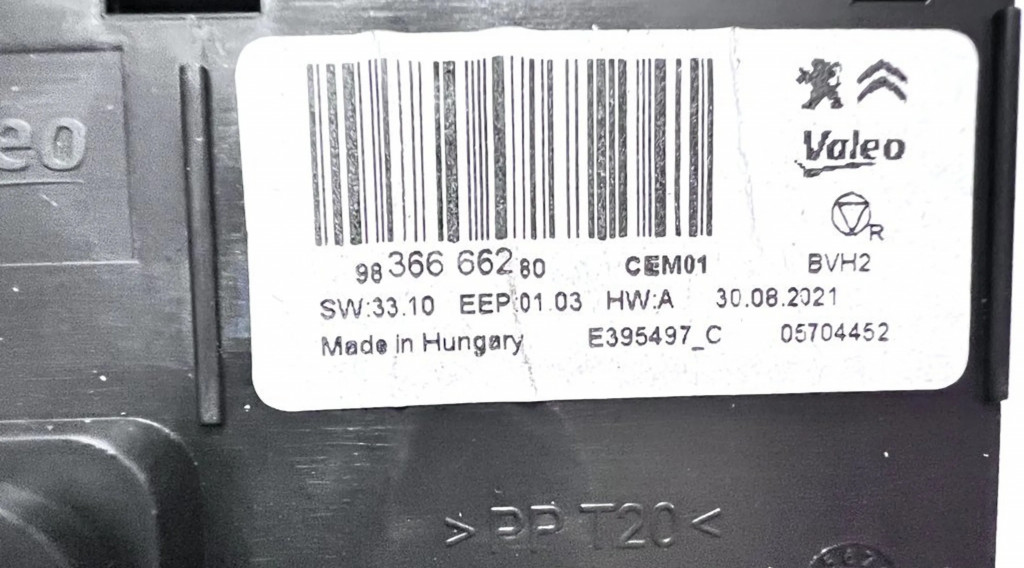 eo
Valeo
R
98 366 662 80 CEM01 BVH2
SW:33.10 EEP:01.03 HW:A 30.08.2021
Made in Hungary E395497_C 05704452
>PP T20<